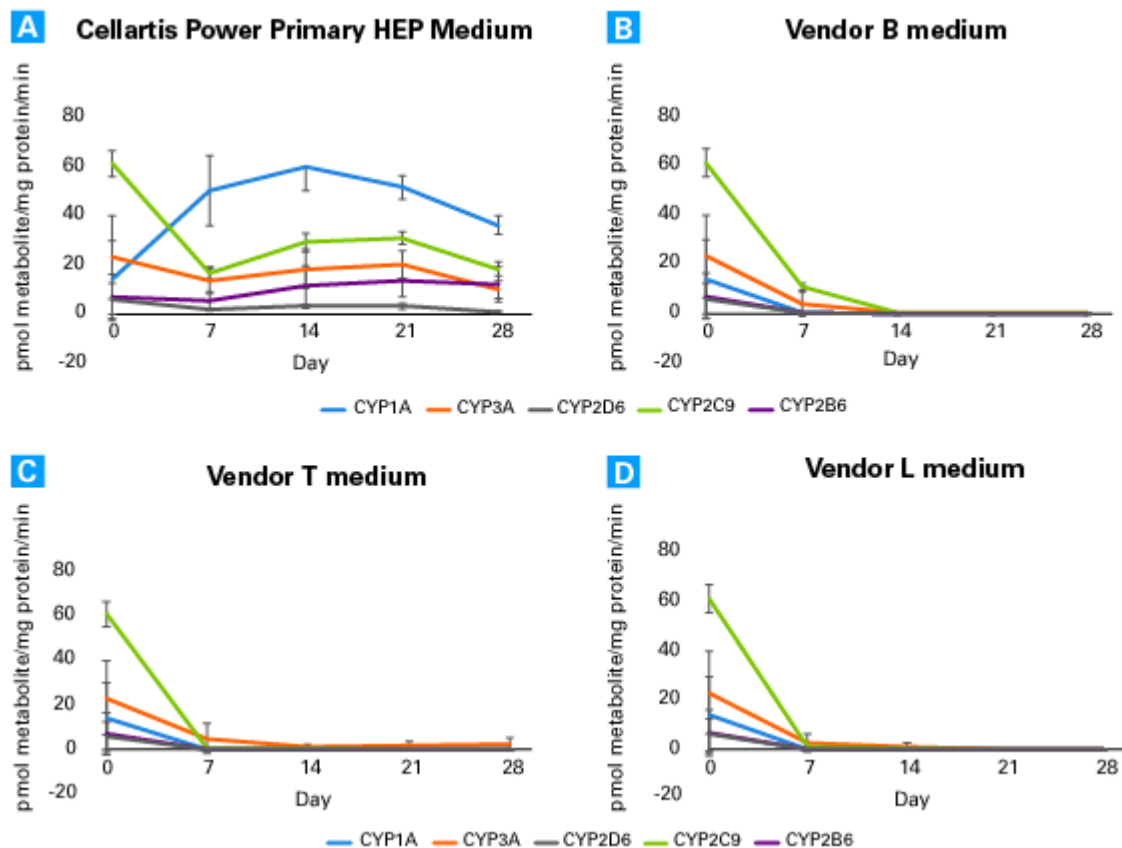 A Cellartis Power Primary HEP Medium
pmol metabolite/mg protein/min
80
60
40
20
0
-20
0 7 14 21 28
Day
B Vendor B medium
pmol metabolite/mg protein/min
80
60
40
20
0
-20
0 7 14 21 28
Day
CYP1A CYP3A CYP2D6 CYP2C9 CYP2B6
C Vendor T medium
pmol metabolite/mg protein/min
80
60
40
20
0
-20
0 7 14 21 28
Day
D Vendor L medium
pmol metabolite/mg protein/min
80
60
40
20
0
-20
0 7 14 21 28
Day
CYP1A CYP3A CYP2D6 CYP2C9 CYP2B6